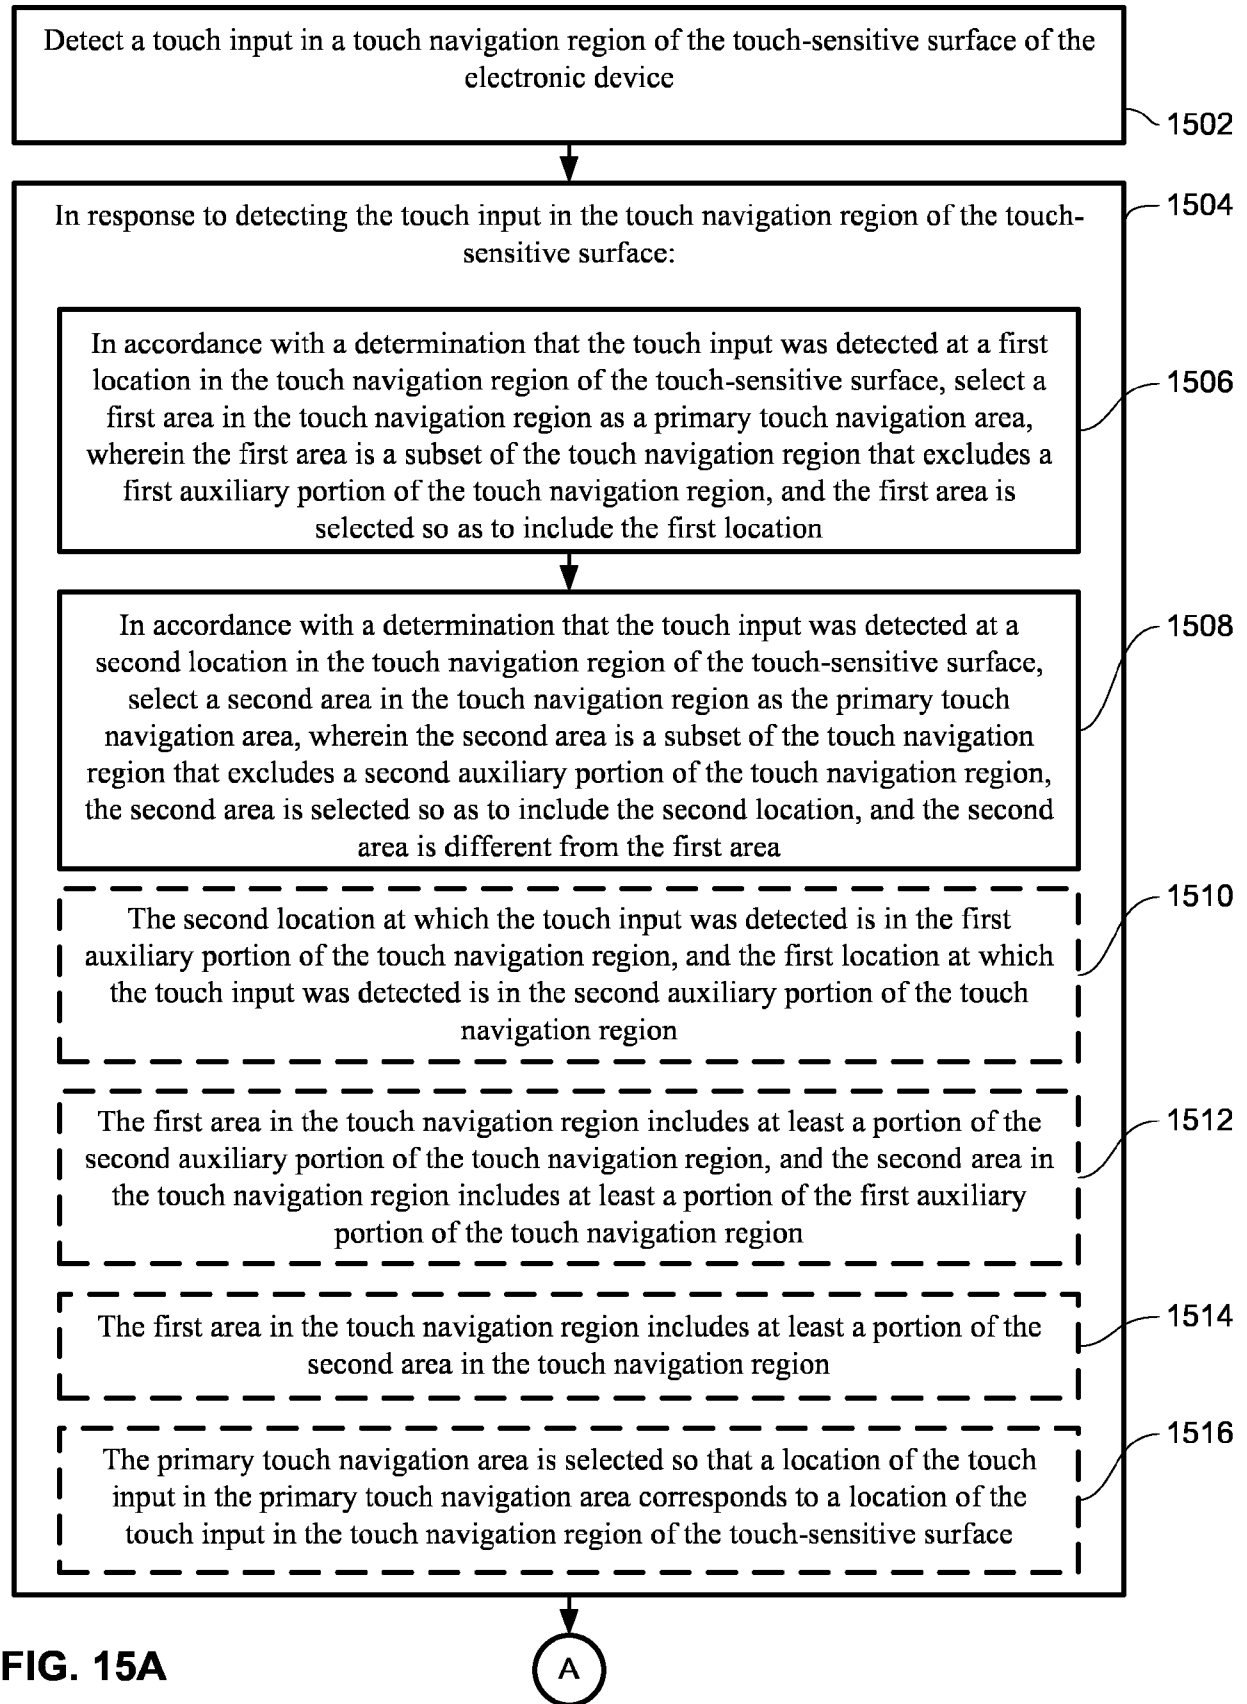 Detect a touch input in a touch navigation region of the touch-sensitive surface of the
electronic device
1502
In response to detecting the touch input in the touch navigation region of the touch-
sensitive surface:
1504
In accordance with a determination that the touch input was detected at a first
location in the touch navigation region of the touch-sensitive surface, select a
first area in the touch navigation region as a primary touch navigation area,
wherein the first area is a subset of the touch navigation region that excludes a
first auxiliary portion of the touch navigation region, and the first area is
selected so as to include the first location
1506
In accordance with a determination that the touch input was detected at a
second location in the touch navigation region of the touch-sensitive surface,
select a second area in the touch navigation region as the primary touch
navigation area, wherein the second area is a subset of the touch navigation
region that excludes a second auxiliary portion of the touch navigation region,
the second area is selected so as to include the second location, and the second
area is different from the first area
1508
The second location at which the touch input was detected is in the first
auxiliary portion of the touch navigation region, and the first location at which
the touch input was detected is in the second auxiliary portion of the touch
navigation region
1510
The first area in the touch navigation region includes at least a portion of the
second auxiliary portion of the touch navigation region, and the second area in
the touch navigation region includes at least a portion of the first auxiliary
portion of the touch navigation region
1512
The first area in the touch navigation region includes at least a portion of the
second area in the touch navigation region
1514
The primary touch navigation area is selected so that a location of the touch
input in the primary touch navigation area corresponds to a location of the
touch input in the touch navigation region of the touch-sensitive surface
1516
FIG. 15A
A